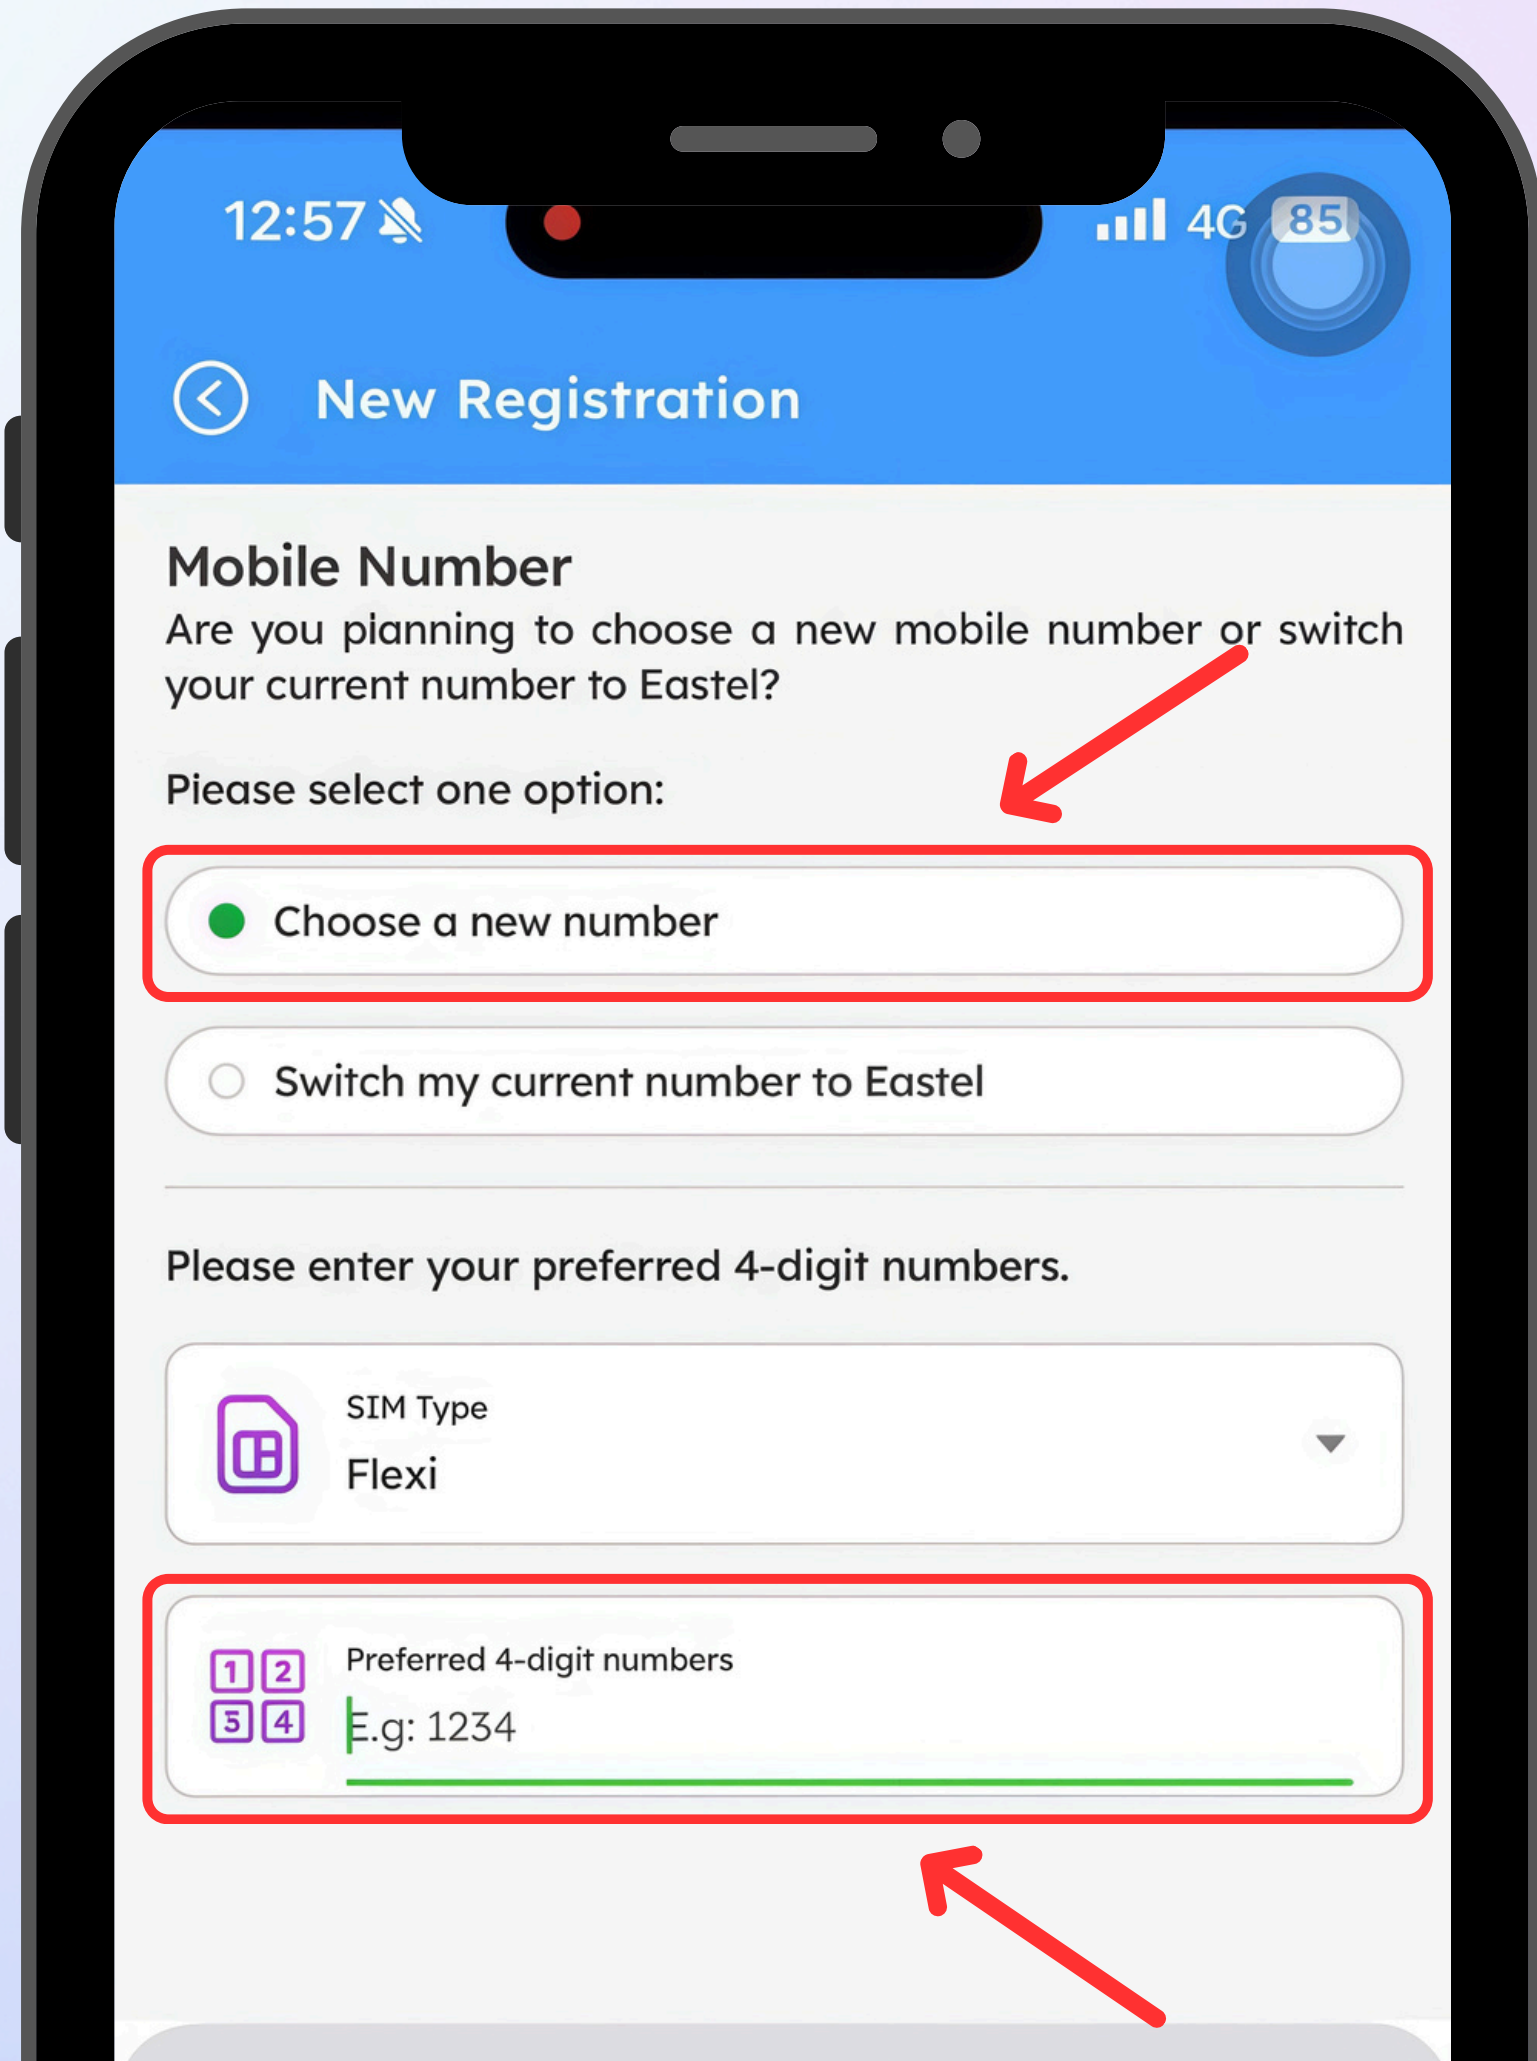 12:57 4G 85
New Registration
Mobile Number
Are you planning to choose a new mobile number or switch
your current number to Eastel?
Piease select one option:
Choose a new number
Switch my current number to Eastel
Please enter your preferred 4-digit numbers.
SIM Type
Flexi
Preferred 4-digit numbers
1 2
5 4
E.g: 1234